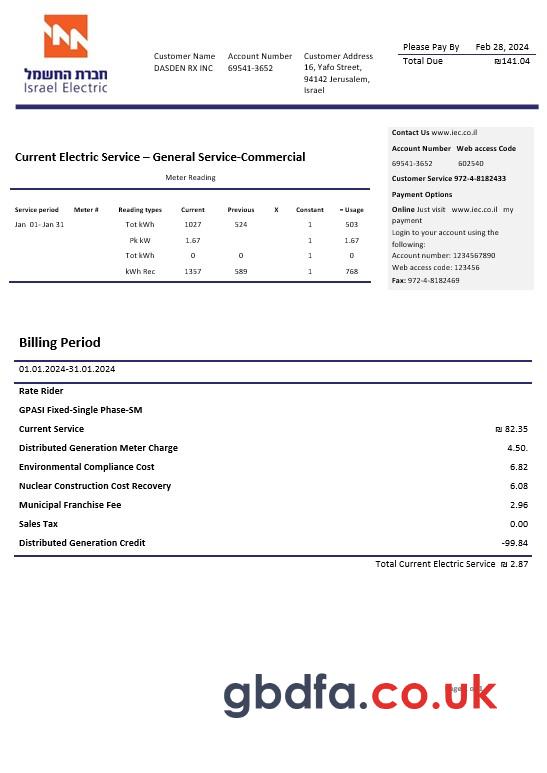 Please Pay By Feb 28, 2024
Total Due ₪141.04
חברת החשמל
Israel Electric
Customer Name Account Number Customer Address
DASDEN RX INC 69541-3652 16, Yafo Street,
94142 Jerusalem,
Israel
Contact Us www.iec.co.il
Account Number Web access Code
69541-3652 602540
Customer Service 972-4-8182433
Payment Options
Online Just visit www.iec.co.il my
payment
Login to your account using the
following:
Account number: 1234567890
Web access code: 123456
Fax: 972-4-8182469
Current Electric Service – General Service-Commercial
Meter Reading
Service period Meter # Reading types Current Previous X Constant = Usage
Jan 01- Jan 31 Tot kWh 1027 524 1 503
Pk kW 1.67 1 1.67
Tot kWh 0 0 1 0
kWh Rec 1357 589 1 768
Billing Period
01.01.2024-31.01.2024
Rate Rider
GPASI Fixed-Single Phase-SM
Current Service ₪ 82.35
Distributed Generation Meter Charge 4.50.
Environmental Compliance Cost 6.82
Nuclear Construction Cost Recovery 6.08
Municipal Franchise Fee 2.96
Sales Tax 0.00
Distributed Generation Credit -99.84
Total Current Electric Service ₪ 2.87
gbdfa.co.uk